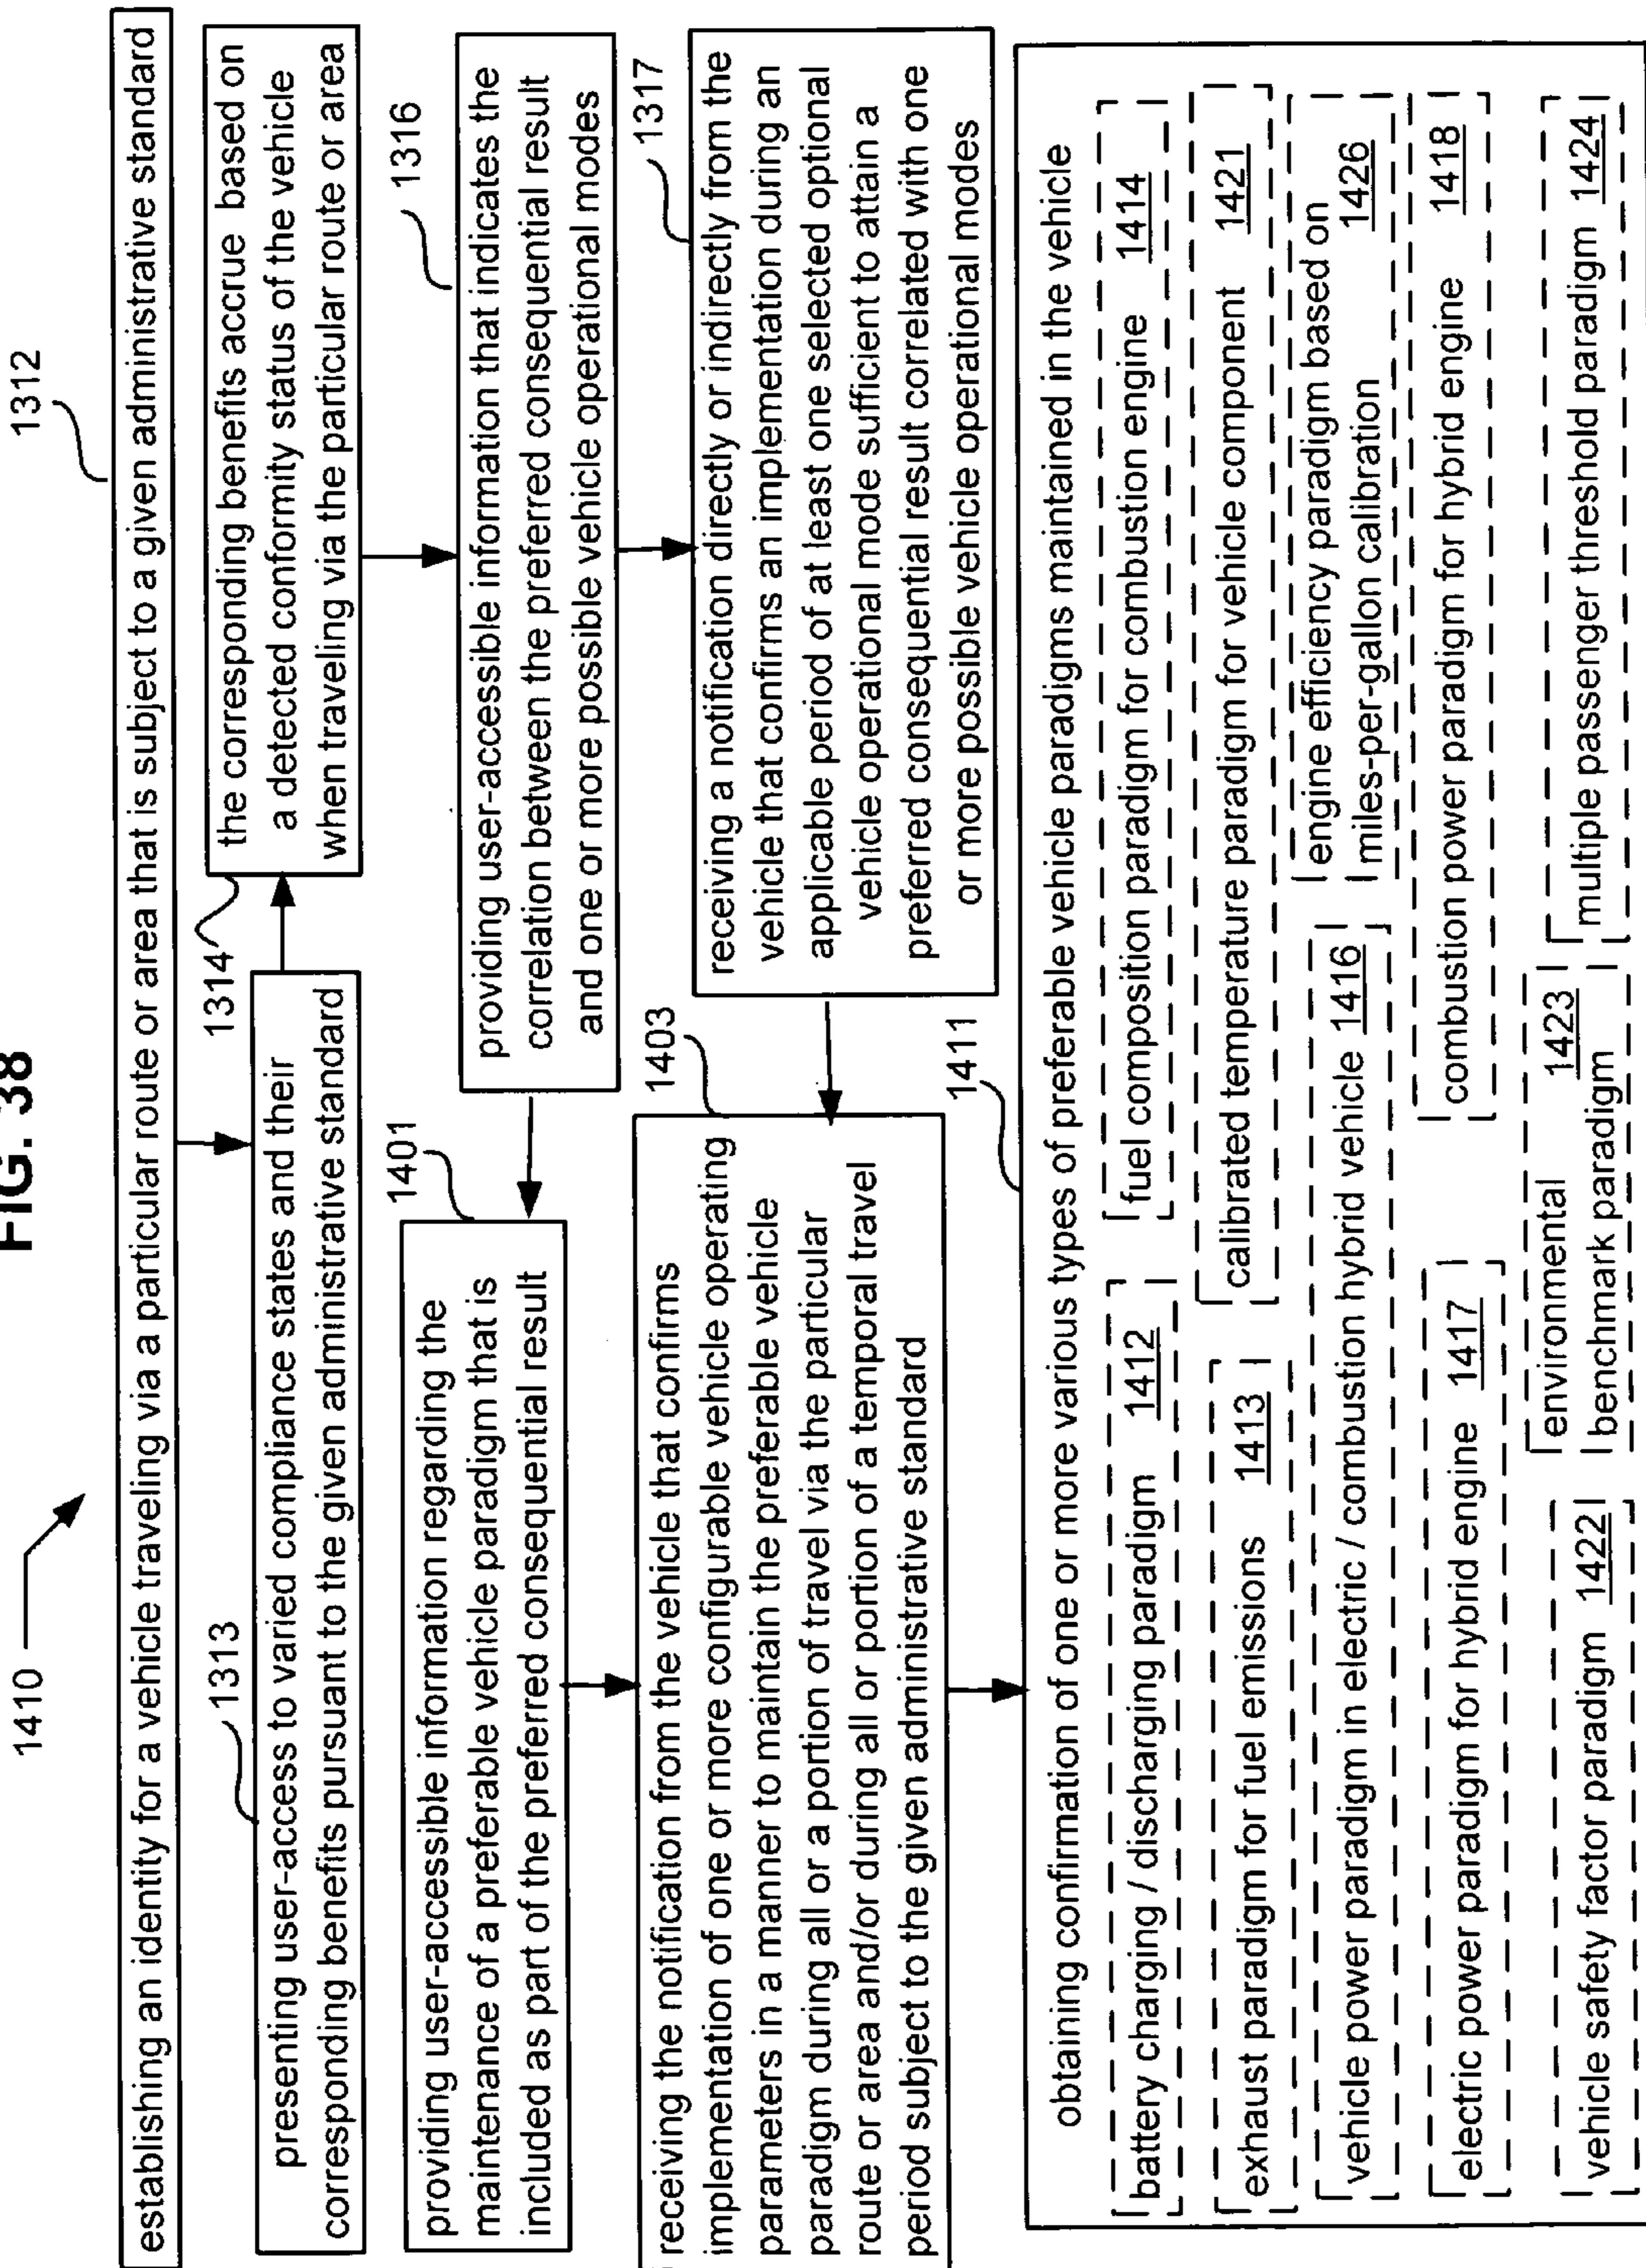 FIG. 38
1410
1312
establishing an identity for a vehicle traveling via a particular route or area that is subject to a given administrative standard
1313
presenting user-access to varied compliance states and their
corresponding benefits pursuant to the given administrative standard
1314
the corresponding benefits accrue based on
a detected conformity status of the vehicle
when traveling via the particular route or area
1316
providing user-accessible information that indicates the
correlation between the preferred consequential result
and one or more possible vehicle operational modes
1401
providing user-accessible information regarding the
maintenance of a preferable vehicle paradigm that is
included as part of the preferred consequential result
1317
receiving a notification directly or indirectly from the
vehicle that confirms an implementation during an
applicable period of at least one selected optional
vehicle operational mode sufficient to attain a
preferred consequential result correlated with one
or more possible vehicle operational modes
1403
receiving the notification from the vehicle that confirms
implementation of one or more configurable vehicle operating
parameters in a manner to maintain the preferable vehicle
paradigm during all or a portion of travel via the particular
route or area and/or during all or portion of a temporal travel
period subject to the given administrative standard
1411
obtaining confirmation of one or more various types of preferable vehicle paradigms maintained in the vehicle
battery charging / discharging paradigm 1412
fuel composition paradigm for combustion engine 1414
exhaust paradigm for fuel emissions 1413
calibrated temperature paradigm for vehicle component 1421
vehicle power paradigm in electric / combustion hybrid vehicle 1416
engine efficiency paradigm based on
miles-per-gallon calibration 1426
electric power paradigm for hybrid engine 1417
combustion power paradigm for hybrid engine 1418
vehicle safety factor paradigm 1422
environmental 1423
benchmark paradigm
multiple passenger threshold paradigm 1424